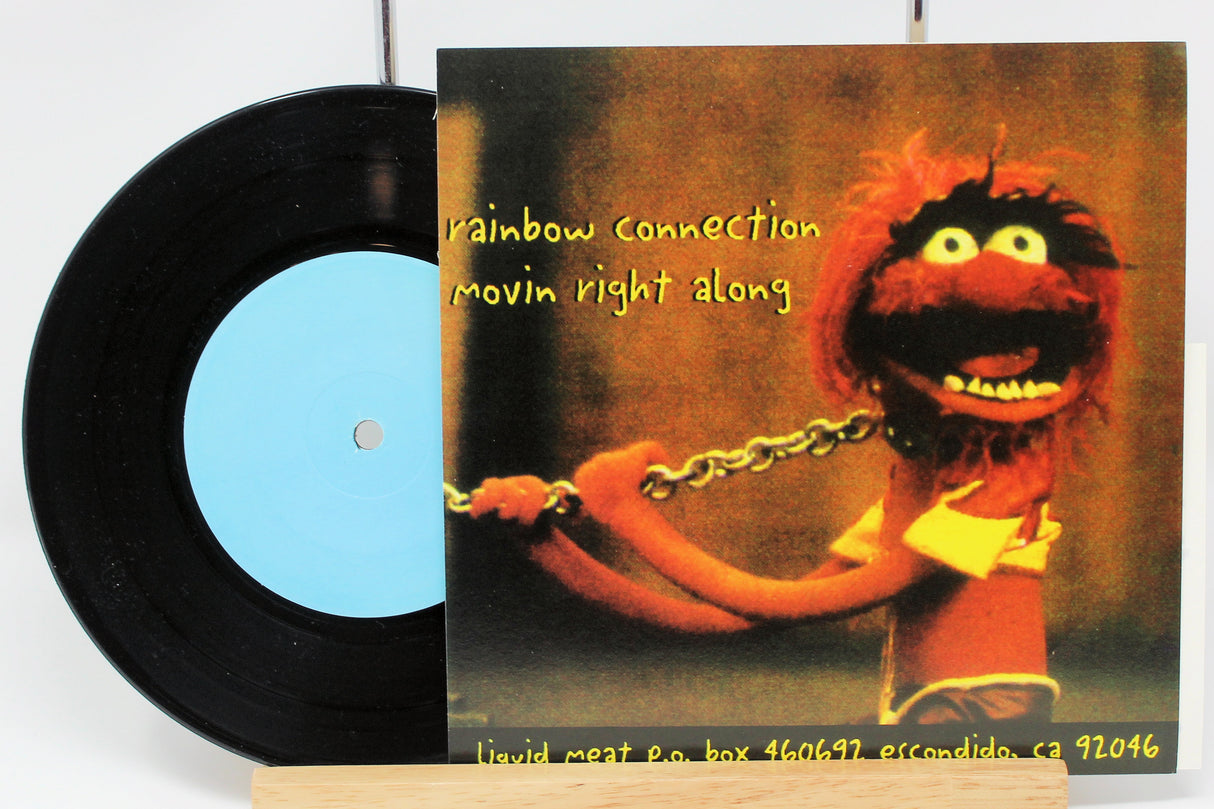 rainbow connection
movin right along
liquid meat p.o. box 460692 escondido, ca 92046